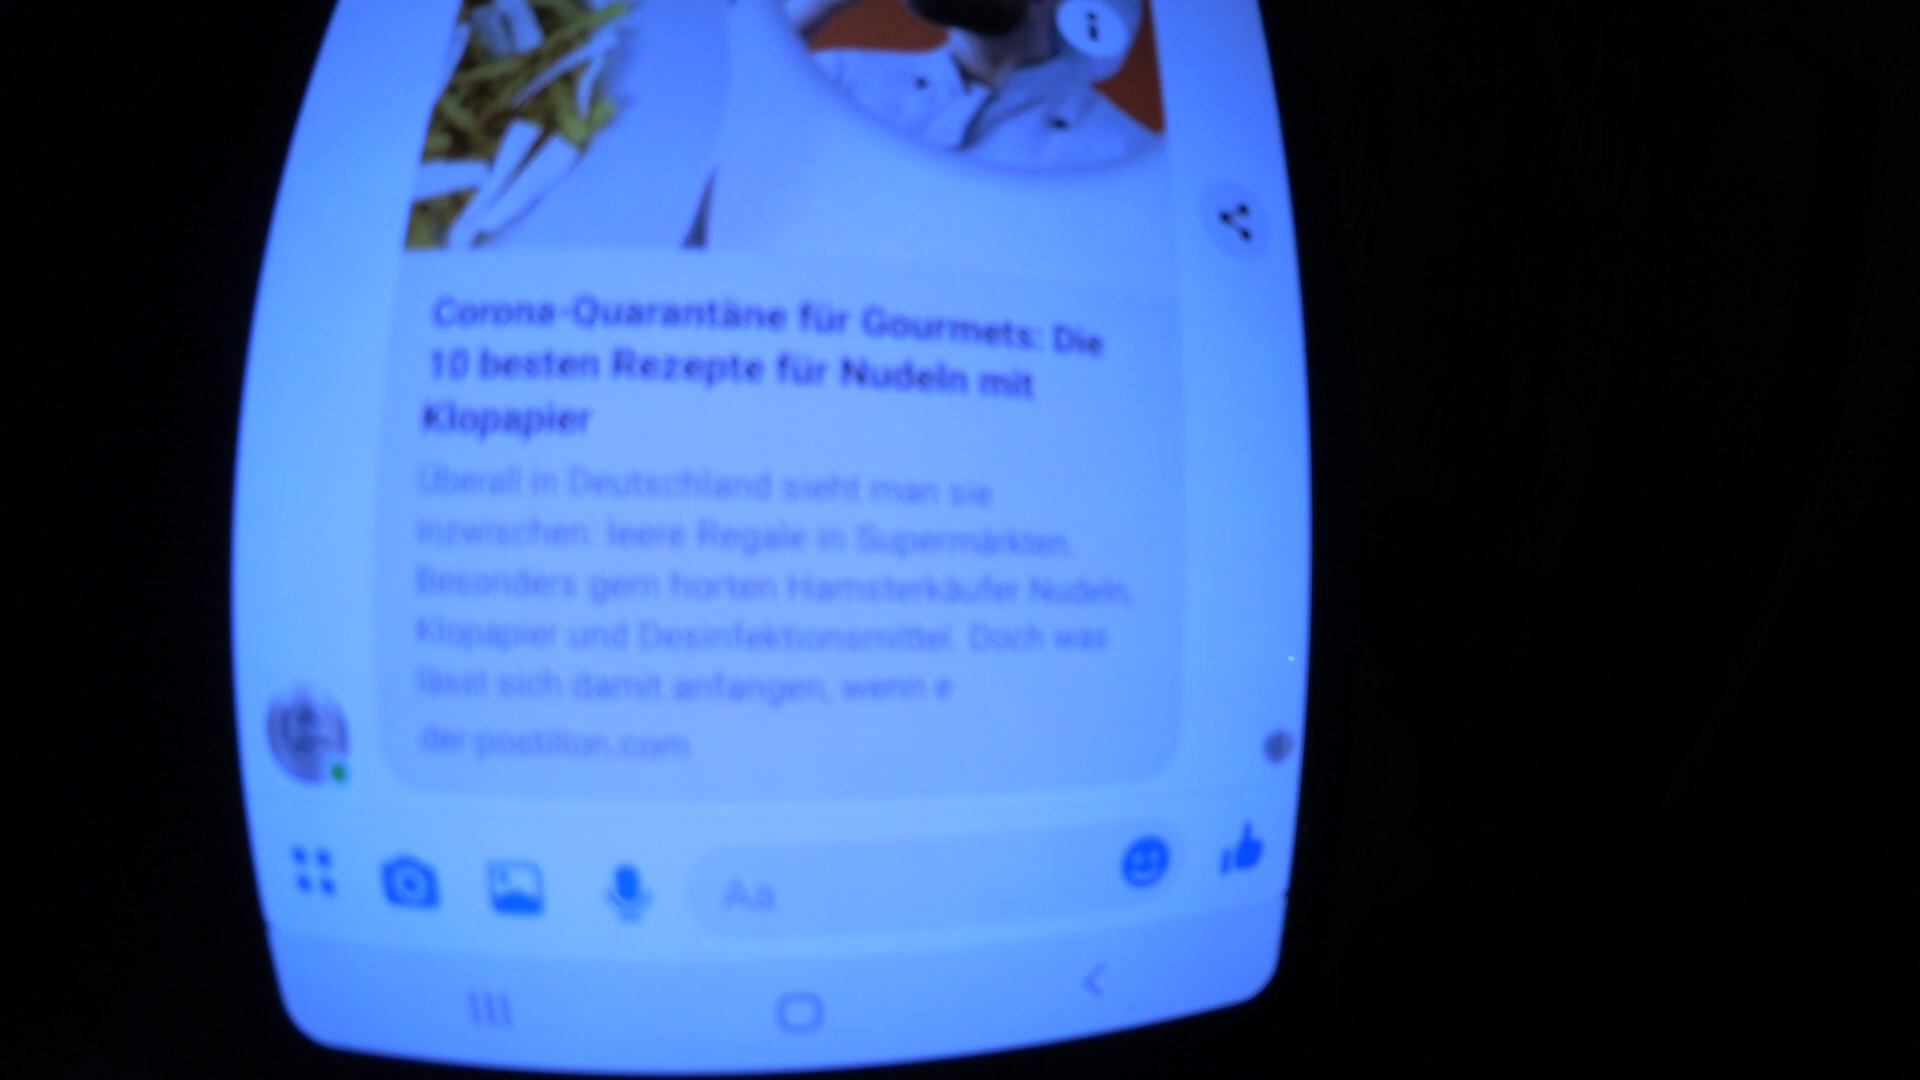 Corona-Quarantäne für Gourmets: Die
10 besten Rezepte für Nudeln mit
Klopapier
Überall in Deutschland sieht man sie
inzwischen: leere Regale in Supermärkten.
Besonders gern horten Hamsterkäufer Nudeln,
Klopapier und Desinfektionsmittel. Doch was
lässt sich damit anfangen, wenn e
der-postillon.com
Aa